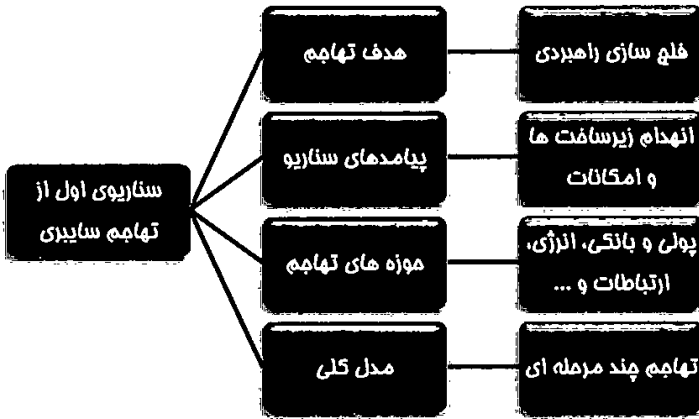 سناریوی اول از
تهاجم سایبری
هدف تهاجم
فلج سازی راهبردی
پیامدهای سناریو
انهدام زیرساخت ها
و امکانات
حوزه های تهاجم
پولی و بانکی، انرژی،
ارتباطات و ...
مدل کلی
تهاجم چند مرحله ای